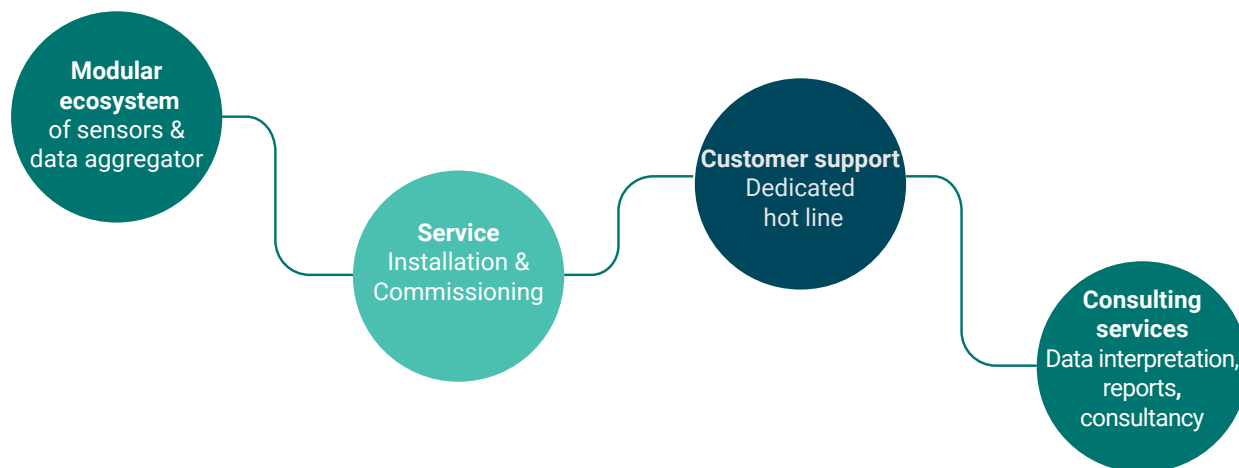 Modular
ecosystem
of sensors &
data aggregator
Service
Installation &
Commissioning
Customer support
Dedicated
hot line
Consulting
services
Data interpretation,
reports,
consultancy